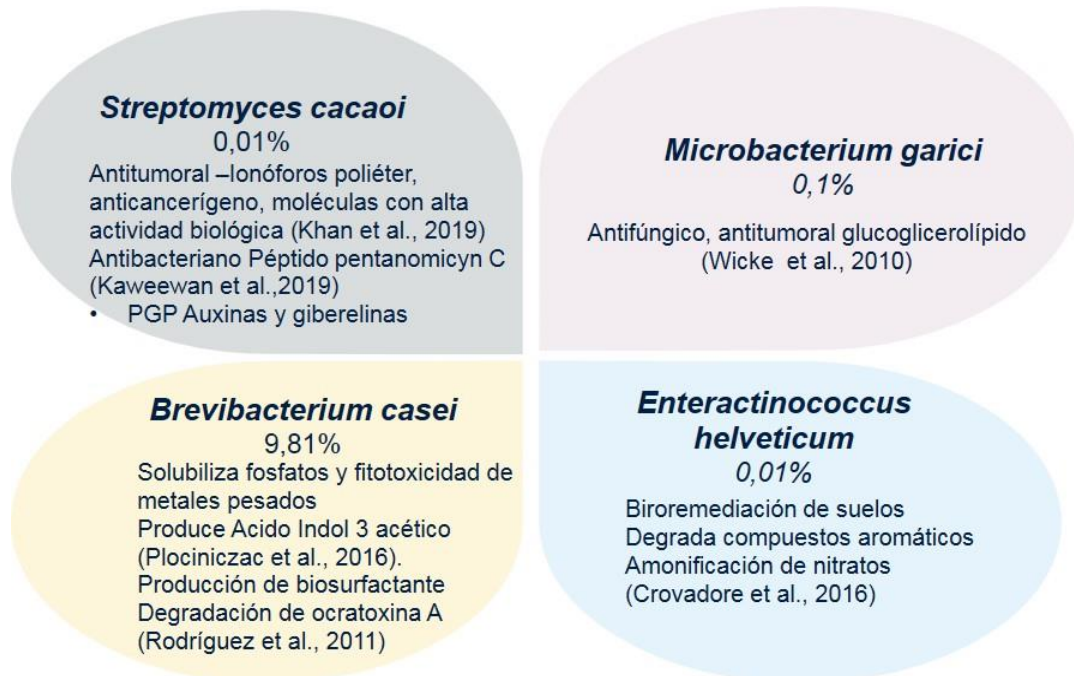 Streptomyces cacaoi
0,01%
Antitumoral –Ionóforos poliéter,
anticancerígeno, moléculas con alta
actividad biológica (Khan et al., 2019)
Antibacteriano Péptido pentanomicyn C
(Kaweewan et al.,2019)
• PGP Auxinas y giberelinas
Microbacterium garici
0,1%
Antifúngico, antitumoral glucoglicerolípido
(Wicke et al., 2010)
Brevibacterium casei
9,81%
Solubiliza fosfatos y fitotoxicidad de
metales pesados
Produce Acido Indol 3 acético
(Plociniczac et al., 2016).
Producción de biosurfactante
Degradación de ocratoxina A
(Rodríguez et al., 2011)
Enteractinococcus
helveticum
0,01%
Biroremediación de suelos
Degrada compuestos aromáticos
Amonificación de nitratos
(Crovadore et al., 2016)